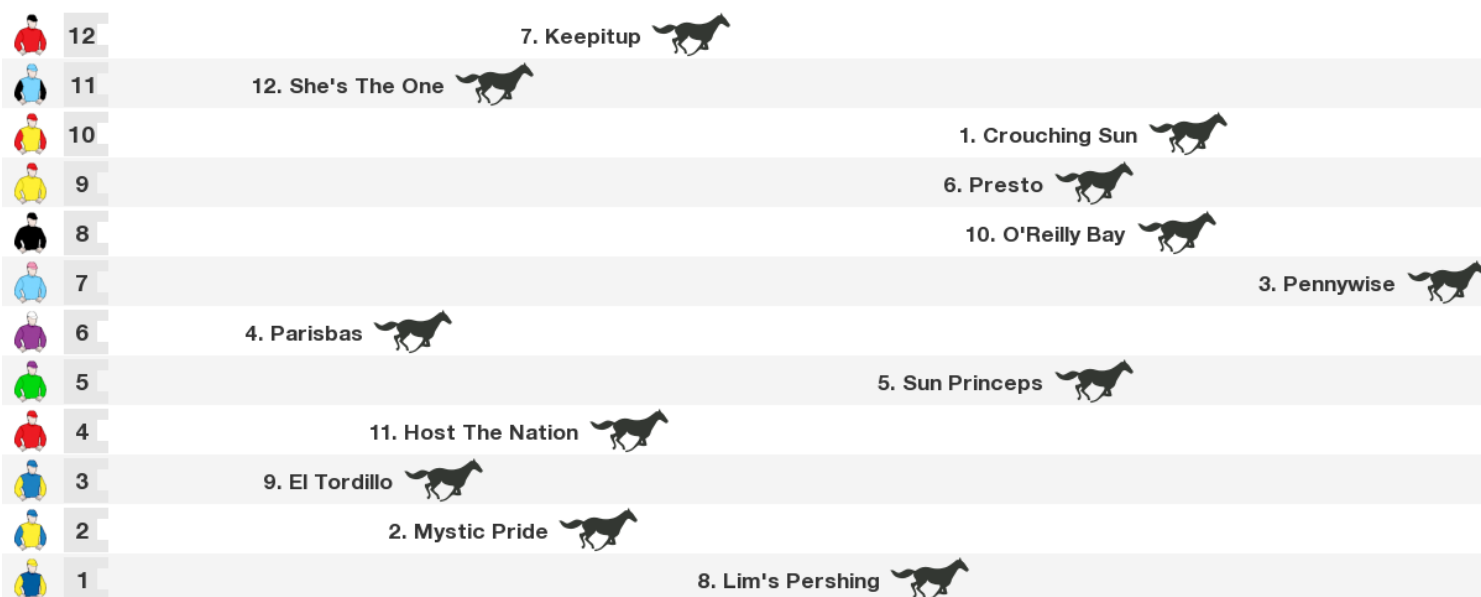 12 7. Keepitup
11 12. She's The One
10 1. Crouching Sun
9 6. Presto
8 10. O'Reilly Bay
7 3. Pennywise
6 4. Parisbas
5 5. Sun Princeps
4 11. Host The Nation
3 9. El Tordillo
2 2. Mystic Pride
1 8. Lim's Pershing